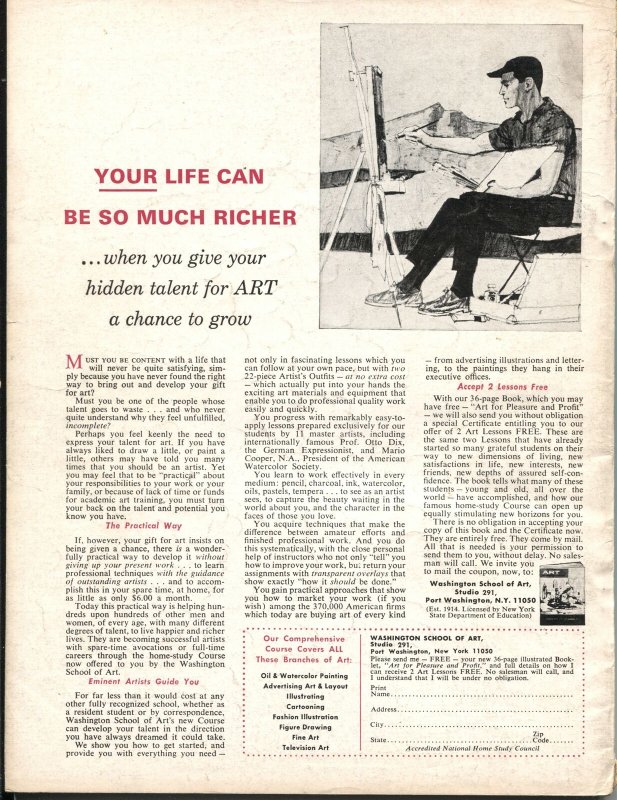 YOUR LIFE CAN
BE SO MUCH RICHER
...when you give your
hidden talent for ART
a chance to grow
MUST YOU BE CONTENT with a life that
will never be quite satisfying, sim-
ply because you have never found the right
way to bring out and develop your gift
for art?
Must you be one of the people whose
talent goes to waste . . . and who never
quite understand why they feel unfulfilled,
incomplete?
Perhaps you feel keenly the need to
express your talent for art. If you have
always liked to draw a little, or paint a
little, others may have told you many
times that you should be an artist. Yet
you may feel that to be "practical" about
your responsibilities to your work or your
family, or because of lack of time or funds
for academic art training, you must turn
your back on the talent and potential you
know you have.
The Practical Way
If, however, your gift for art insists on
being given a chance, there is a wonder-
fully practical way to develop it without
giving up your present work . . . to learn
professional techniques with the guidance
of outstanding artists . . . and to accom-
plish this in your spare time, at home, for
as little as only $6.00 a month.
Today this practical way is helping hun-
dreds upon hundreds of other men and
women, of every age, with many different
degrees of talent, to live happier and richer
lives. They are becoming successful artists
with spare-time avocations or full-time
careers through the home-study Course
now offered to you by the Washington
School of Art.
Eminent Artists Guide You
For far less than it would cost at any
other fully recognized school, whether as
a resident student or by correspondence,
Washington School of Art's new Course
can develop your talent in the direction
you have always dreamed it could take.
We show you how to get started, and
provide you with everything you need —
not only in fascinating lessons which you
can follow at your own pace, but with two
22-piece Artist's Outfits — at no extra cost
— which actually put into your hands the
exciting art materials and equipment that
enable you to do professional quality work
easily and quickly.
You progress with remarkably easy-to-
apply lessons prepared exclusively for our
students by 11 master artists, including
internationally famous Prof. Otto Dix,
the German Expressionist, and Mario
Cooper, N.A., President of the American
Watercolor Society.
You learn to work effectively in every
medium: pencil, charcoal, ink, watercolor,
oils, pastels, tempera . . . to see as an artist
sees, to capture the beauty waiting in the
world about you, and the character in the
faces of those you love.
You acquire techniques that make the
difference between amateur efforts and
finished professional work. And you do
this systematically, with the close personal
help of instructors who not only "tell" you
how to improve your work, but return your
assignments with transparent overlays that
show exactly "how it should be done."
You gain practical approaches that show
you how to market your work (if you
wish) among the 370,000 American firms
which today are buying art of every kind
— from advertising illustrations and letter-
ing, to the paintings they hang in their
executive offices.
Accept 2 Lessons Free
With our 36-page Book, which you may
have free — "Art for Pleasure and Profit"
— we will also send you without obligation
a special Certificate entitling you to our
offer of 2 Art Lessons FREE. These are
the same two Lessons that have already
started so many grateful students on their
way to new dimensions of living, new
satisfactions in life, new interests, new
friends, new depths of assured self-con-
fidence. The book tells what many of these
students — young and old, all over the
world — have accomplished, and how our
famous home-study Course can open up
equally stimulating new horizons for you.
There is no obligation in accepting your
copy of this book and the Certificate now.
They are entirely free. They come by mail.
All that is needed is your permission to
send them to you, without delay. No sales-
man will call. We invite you
to mail the coupon, now, to:
Washington School of Art,
Studio 291,
Port Washington, N.Y. 11050
(Est. 1914. Licensed by New York
State Department of Education)
ART
Our Comprehensive
Course Covers ALL
These Branches of Art:
Oil & Watercolor Painting
Advertising Art & Layout
Illustrating
Cartooning
Fashion Illustration
Figure Drawing
Fine Art
Television Art
WASHINGTON SCHOOL OF ART,
Studio 291,
Port Washington, New York 11050
Please send me — FREE — your new 36-page illustrated Book-
let, "Art for Pleasure and Profit," and full details on how I
can receive 2 Art Lessons FREE. No salesman will call, and
I understand that I will be under no obligation.
Print
Name
Address
City
State Zip Code
Accredited National Home Study Council